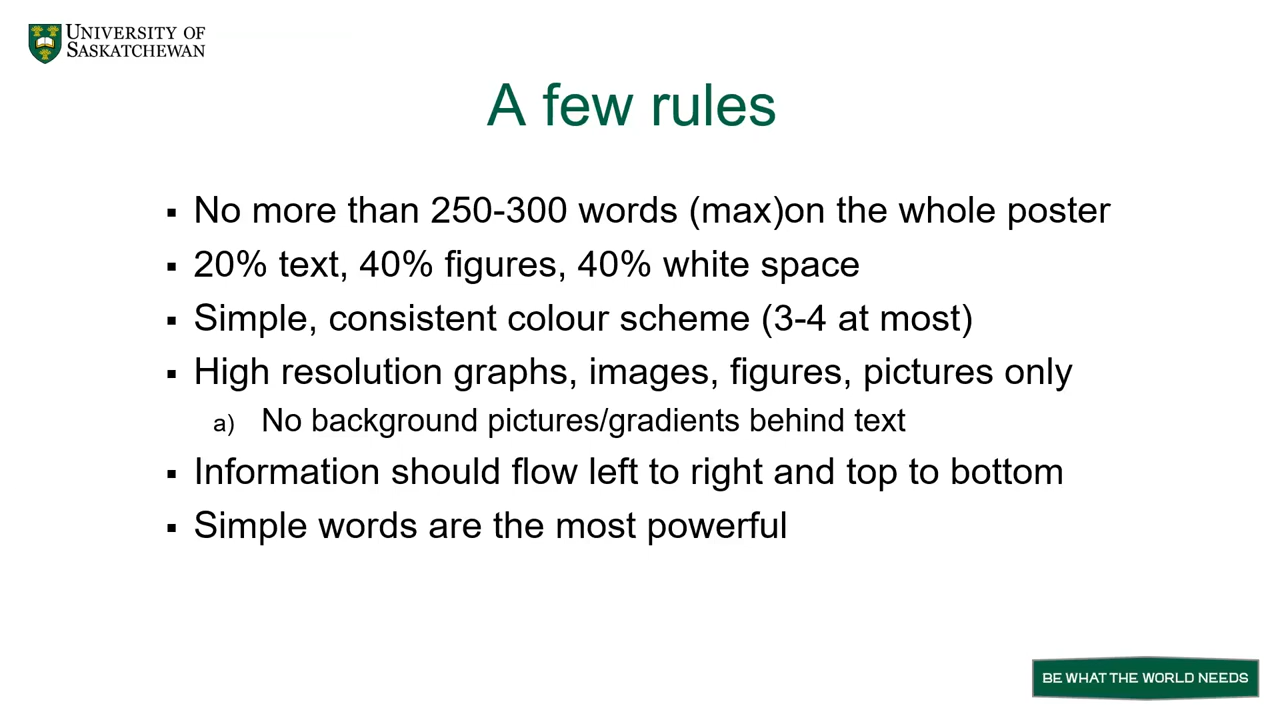 UNIVERSITY OF
SASKATCHEWAN
A few rules
▪ No more than 250-300 words (max)on the whole poster
▪ 20% text, 40% figures, 40% white space
▪ Simple, consistent colour scheme (3-4 at most)
▪ High resolution graphs, images, figures, pictures only
a) No background pictures/gradients behind text
▪ Information should flow left to right and top to bottom
▪ Simple words are the most powerful
BE WHAT THE WORLD NEEDS